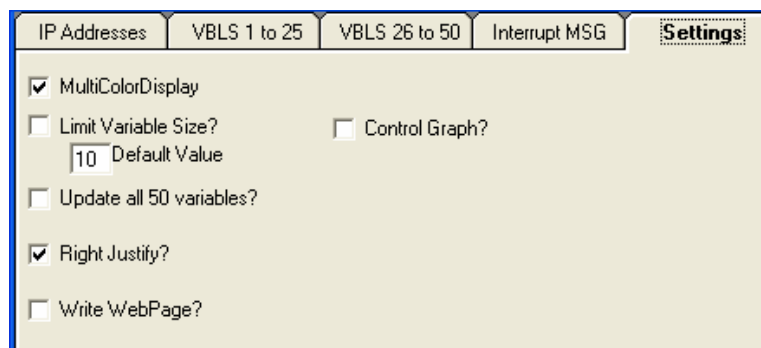 IP Addresses VBLS 1 to 25 VBLS 26 to 50 Interrupt MSG Settings
MultiColorDisplay
Limit Variable Size? Control Graph?
10 Default Value
Update all 50 variables?
Right Justify?
Write WebPage?